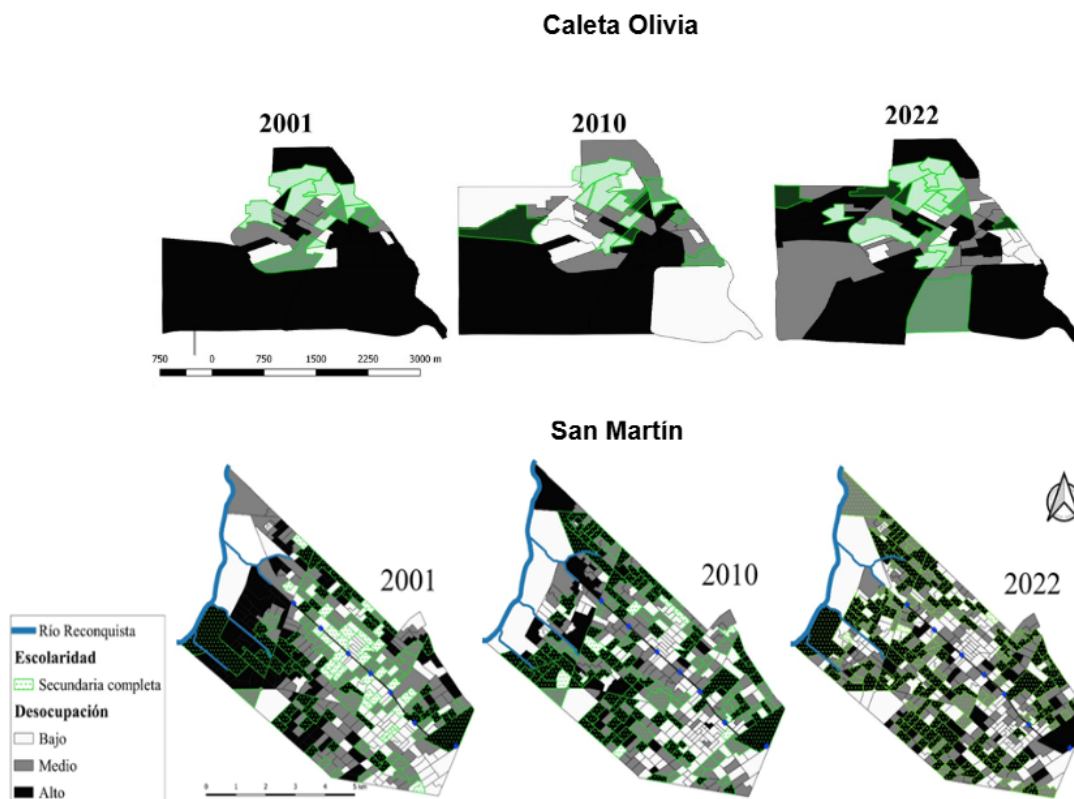 Caleta Olivia
2001
2010
2022
750 0 750 1500 2250 3000 m
San Martín
2001
2010
2022
Río Reconquista
Escolaridad
Secundaria completa
Desocupación
Bajo
Medio
Alto
0 1 2 3 4 5